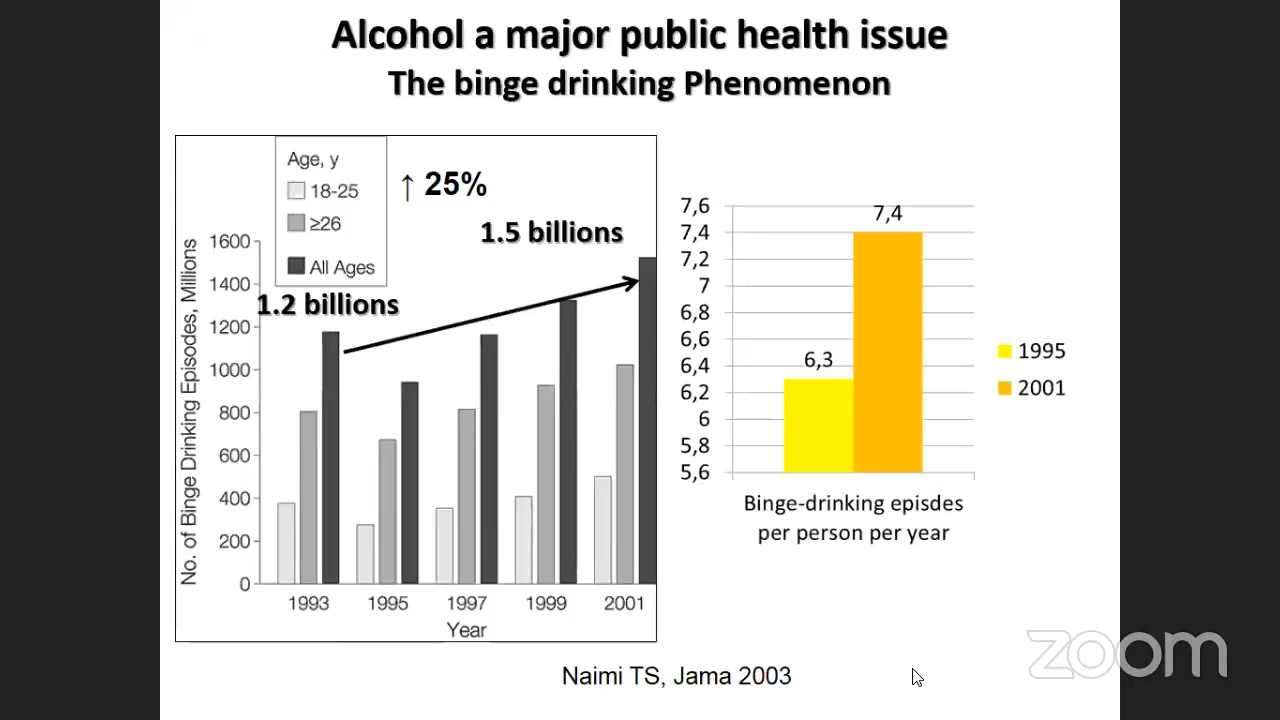 Alcohol a major public health issue
The binge drinking Phenomenon
Age, y
18-25
≥26
All Ages
↑ 25%
1.5 billions
1.2 billions
No. of Binge Drinking Episodes, Millions
1600
1400
1200
1000
800
600
400
200
0
1993 1995 1997 1999 2001
Year
7,6
7,4
7,2
7
6,8
6,6
6,4
6,2
6
5,8
5,6
7,4
6,3
1995
2001
Binge-drinking episdes
per person per year
Naimi TS, Jama 2003
zoom